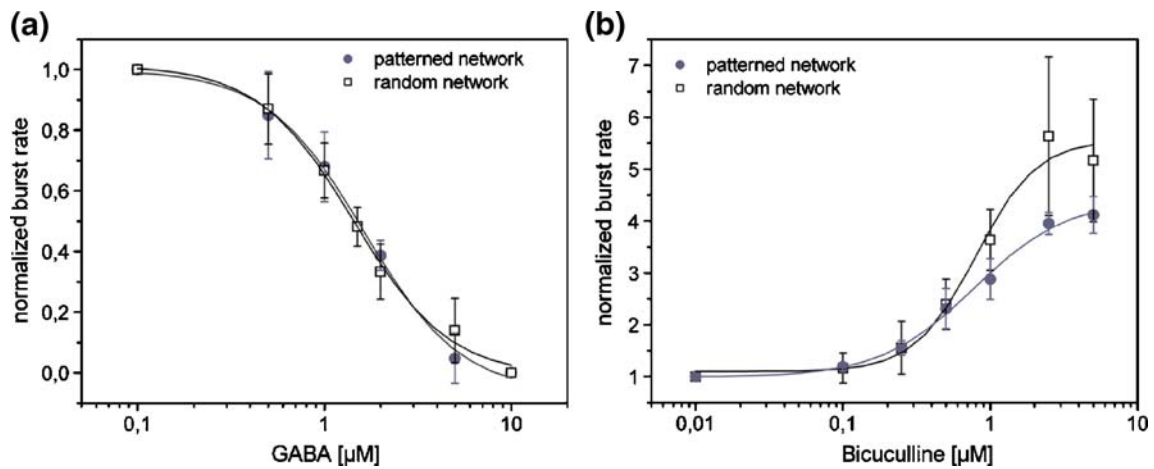 (a)
patterned network
random network
1,0
0,8
0,6
0,4
0,2
0,0
normalized burst rate
0,1
1
10
GABA [µM]
(b)
patterned network
random network
7
6
5
4
3
2
1
normalized burst rate
0,01
0,1
1
10
Bicuculline [µM]